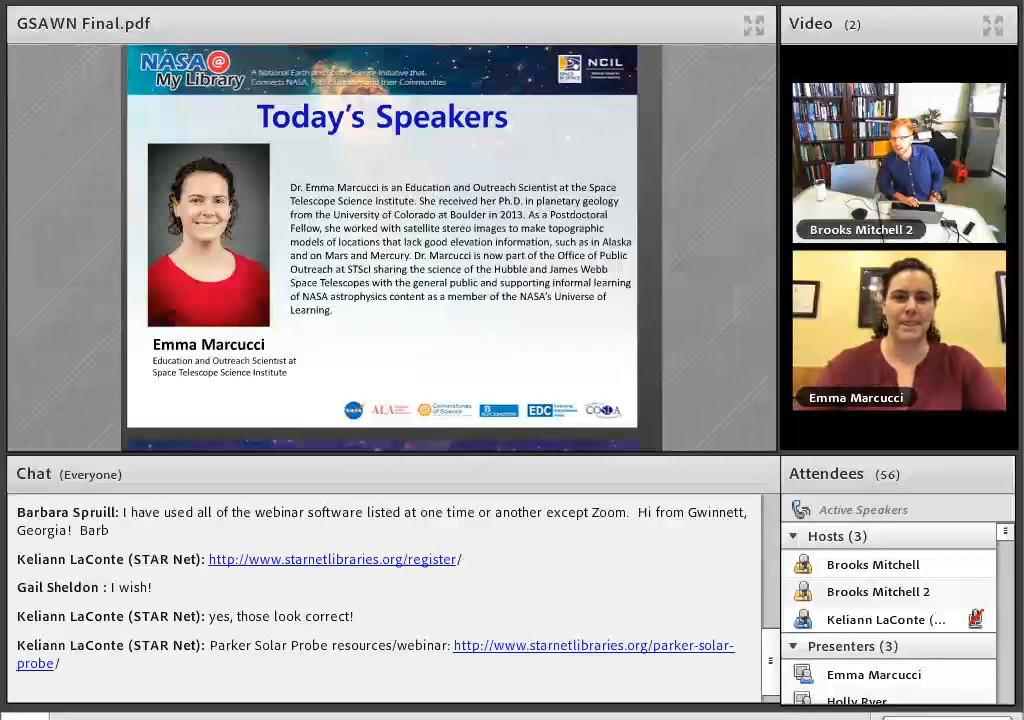 GSAWN Final.pdf
NASA@
My Library
A National Earth and Space Science Initiative that
Connects NASA, Public Libraries and their Communities
SPACE
SCIENCE
NCIL
Today's Speakers
Dr. Emma Marcucci is an Education and Outreach Scientist at the Space
Telescope Science Institute. She received her Ph.D. in planetary geology
from the University of Colorado at Boulder in 2013. As a Postdoctoral
Fellow, she worked with satellite stereo images to make topographic
models of locations that lack good elevation information, such as in Alaska
and on Mars and Mercury. Dr. Marcucci is now part of the Office of Public
Outreach at STScI sharing the science of the Hubble and James Webb
Space Telescopes with the general public and supporting informal learning
of NASA astrophysics content as a member of the NASA's Universe of
Learning.
Emma Marcucci
Education and Outreach Scientist at
Space Telescope Science Institute
NASA
ALA
Cornerstones
of Science
EDC
COSLA
Video (2)
Brooks Mitchell 2
Emma Marcucci
Chat (Everyone)
Barbara Spruill: I have used all of the webinar software listed at one time or another except Zoom. Hi from Gwinnett,
Georgia! Barb
Keliann LaConte (STAR Net): http://www.starnetlibraries.org/register/
Gail Sheldon : I wish!
Keliann LaConte (STAR Net): yes, those look correct!
Keliann LaConte (STAR Net): Parker Solar Probe resources/webinar: http://www.starnetlibraries.org/parker-solar-
probe/
Attendees (56)
Active Speakers
Hosts (3)
Brooks Mitchell
Brooks Mitchell 2
Keliann LaConte (...
Presenters (3)
Emma Marcucci
Holly Ryer